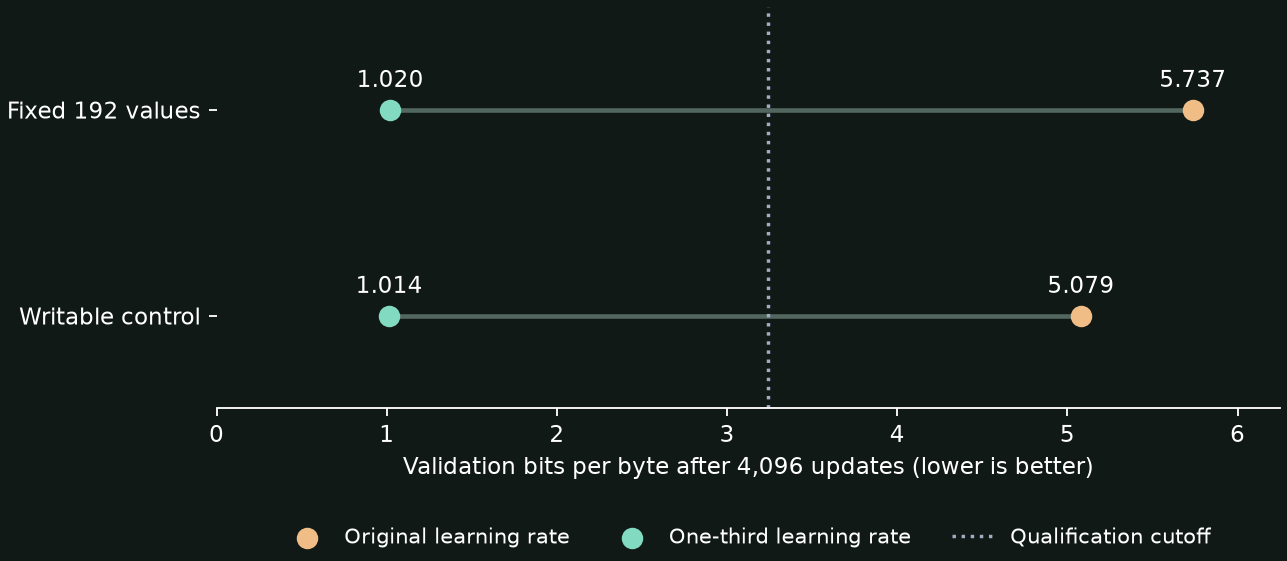 1.020
5.737
Fixed 192 values
1.014
5.079
Writable control
0 1 2 3 4 5 6
Validation bits per byte after 4,096 updates (lower is better)
Original learning rate
One-third learning rate
Qualification cutoff